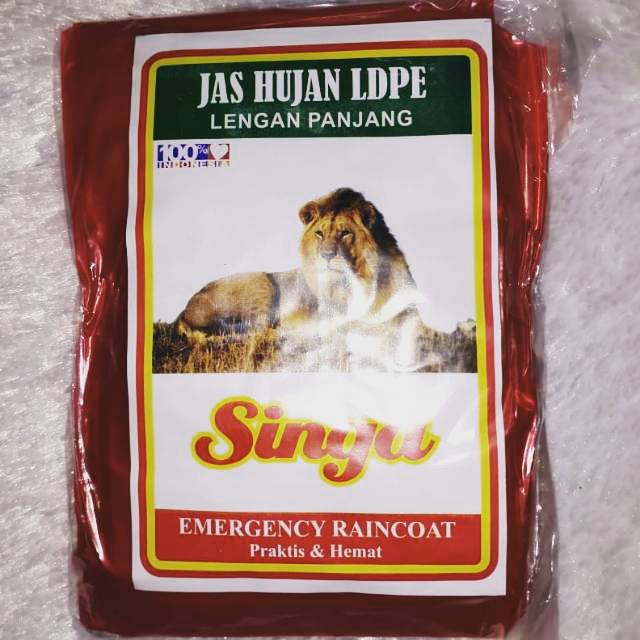 JAS HUJAN LDPE
LENGAN PANJANG
100%
INDONESIA
Singa
EMERGENCY RAINCOAT
Praktis & Hemat